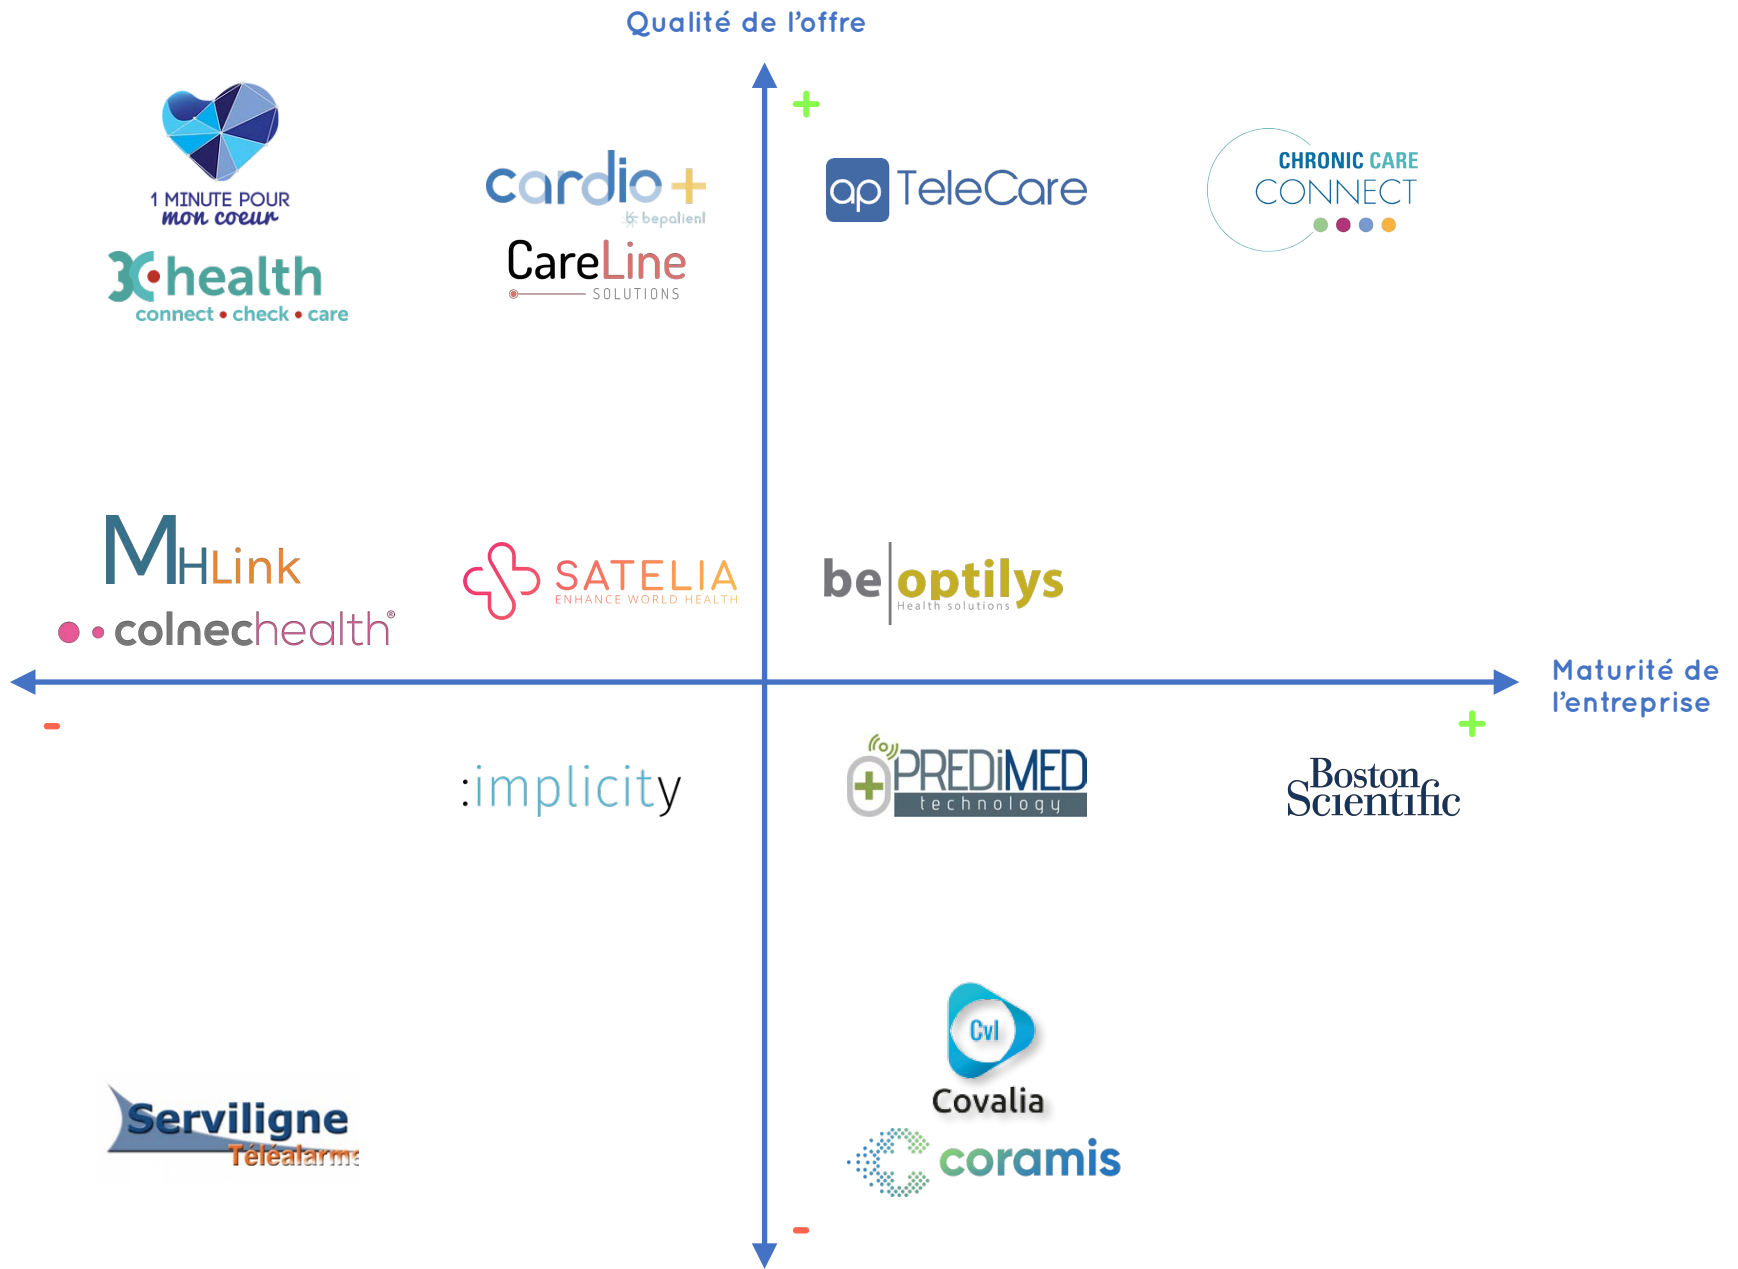 Qualité de l'offre
+
1 MINUTE POUR
mon coeur
cardio +
b: bepatient
ap TeleCare
CHRONIC CARE
CONNECT
3C·health
connect • check • care
CareLine
SOLUTIONS
MHLink
colnechealth®
SATELIA
ENHANCE WORLD HEALTH
be optilys
Health solutions
Maturité de
l'entreprise
-
+
:implicity
PREDiMED
technology
Boston
Scientific
Cvl
Covalia
Serviligne
Téléalarme
coramis
-